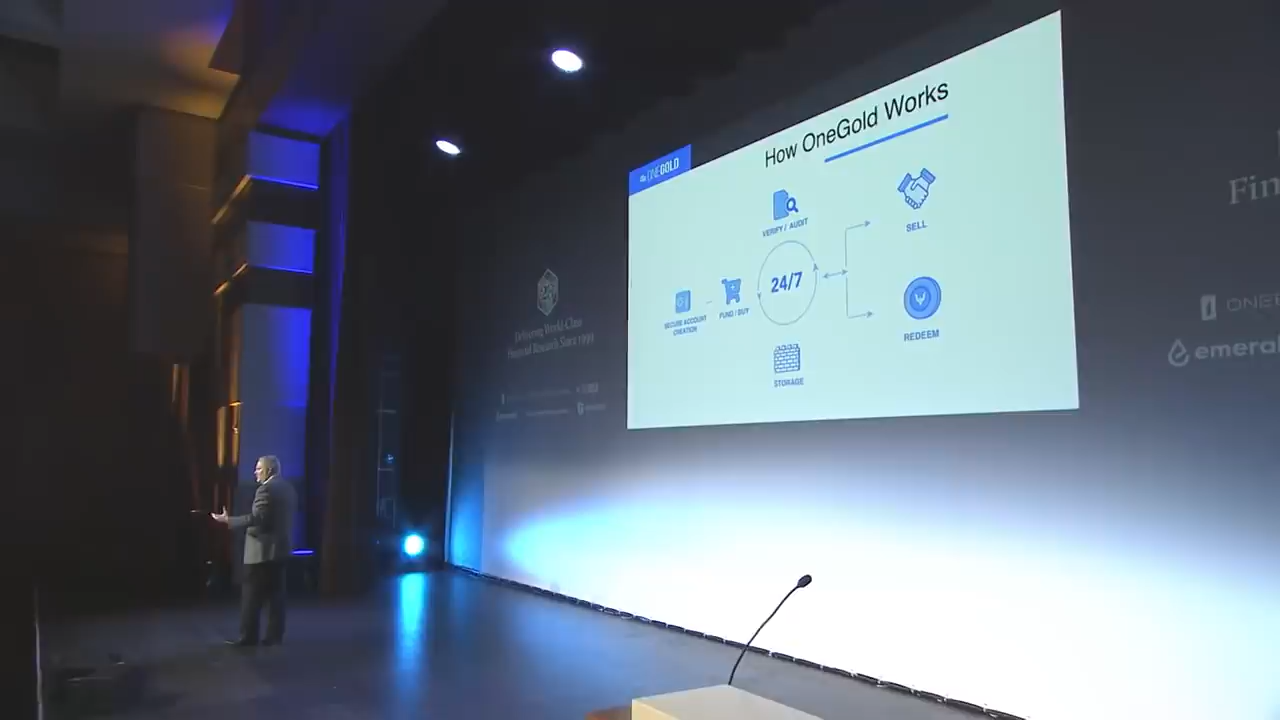 How OneGold Works
ONEGOLD
VERIFY / AUDIT
SELL
24/7
SECURE ACCOUNT
CREATION
FUND / BUY
REDEEM
STORAGE
Delivering World-Class
Financial Research Since 1999
Fin
ONE
emeral